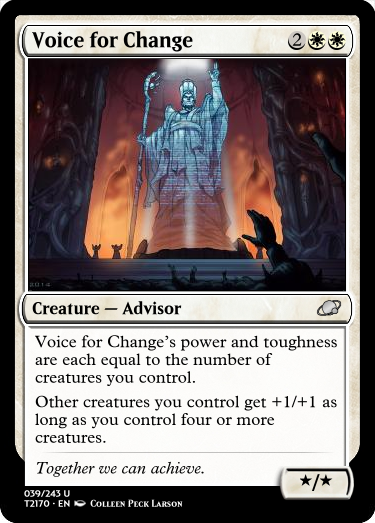 Voice for Change 2
2014
Creature — Advisor
Voice for Change's power and toughness
are each equal to the number of
creatures you control.
Other creatures you control get +1/+1 as
long as you control four or more
creatures.
Together we can achieve.
★/★
039/243 U
T2170 • EN Colleen Peck Larson